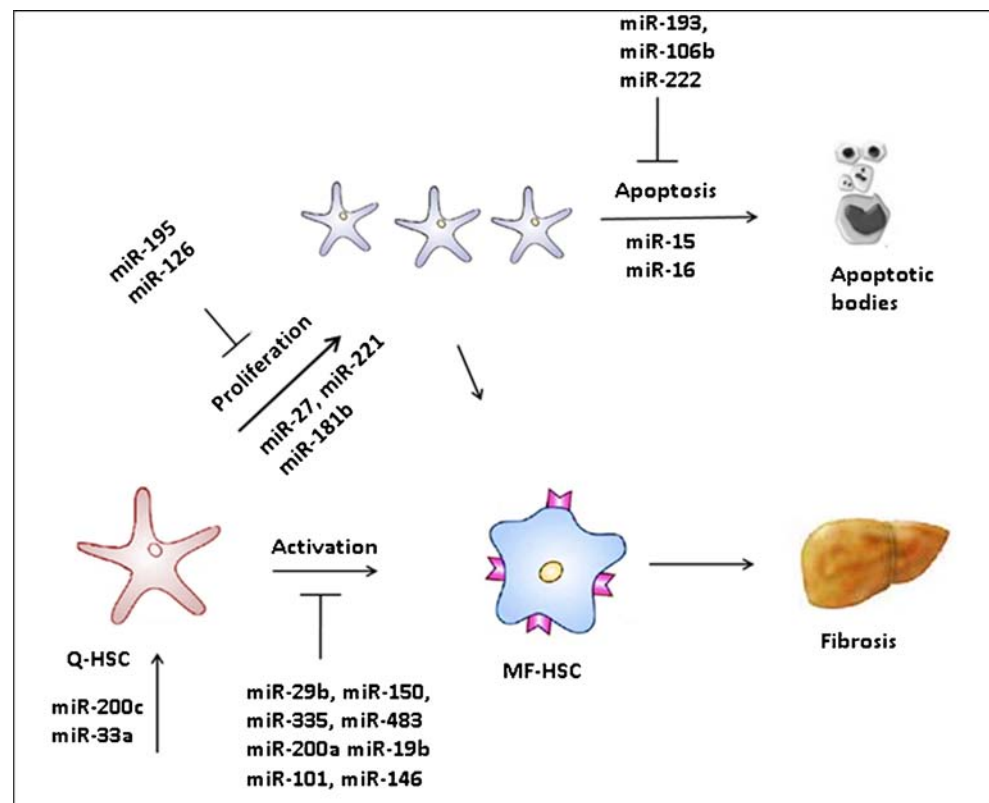 miR-193,
miR-106b
miR-222
Apoptosis
miR-15
miR-16
Apoptotic
bodies
miR-195
miR-126
Proliferation
miR-27, miR-221
miR-181b
Activation
Q-HSC
miR-200c
miR-33a
miR-29b, miR-150,
miR-335, miR-483
miR-200a miR-19b
miR-101, miR-146
MF-HSC
Fibrosis